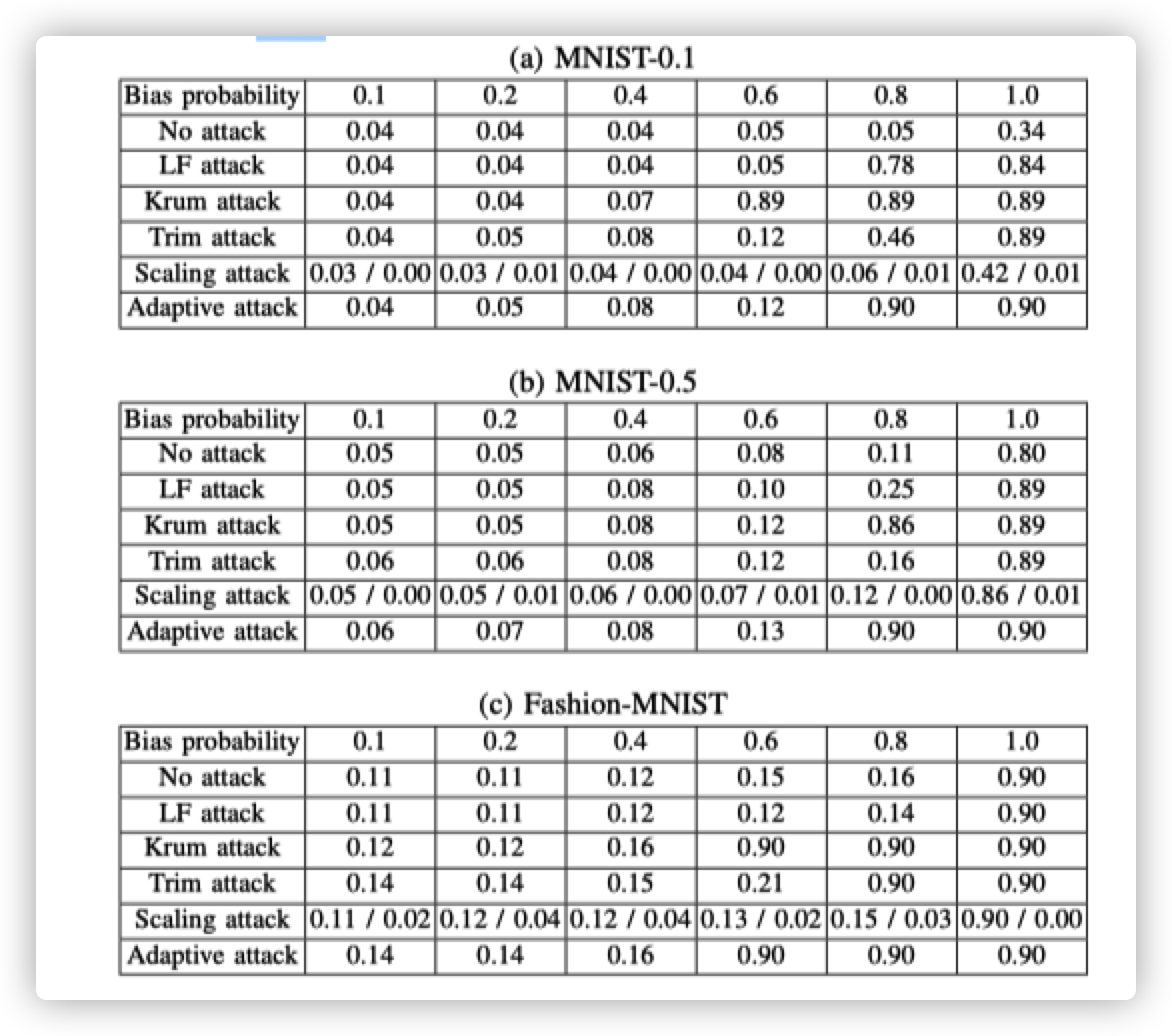 (a) MNIST-0.1
Bias probability 0.1 0.2 0.4 0.6 0.8 1.0
No attack 0.04 0.04 0.04 0.05 0.05 0.34
LF attack 0.04 0.04 0.04 0.05 0.78 0.84
Krum attack 0.04 0.04 0.07 0.89 0.89 0.89
Trim attack 0.04 0.05 0.08 0.12 0.46 0.89
Scaling attack 0.03 / 0.00 0.03 / 0.01 0.04 / 0.00 0.04 / 0.00 0.06 / 0.01 0.42 / 0.01
Adaptive attack 0.04 0.05 0.08 0.12 0.90 0.90
(b) MNIST-0.5
Bias probability 0.1 0.2 0.4 0.6 0.8 1.0
No attack 0.05 0.05 0.06 0.08 0.11 0.80
LF attack 0.05 0.05 0.08 0.10 0.25 0.89
Krum attack 0.05 0.05 0.08 0.12 0.86 0.89
Trim attack 0.06 0.06 0.08 0.12 0.16 0.89
Scaling attack 0.05 / 0.00 0.05 / 0.01 0.06 / 0.00 0.07 / 0.01 0.12 / 0.00 0.86 / 0.01
Adaptive attack 0.06 0.07 0.08 0.13 0.90 0.90
(c) Fashion-MNIST
Bias probability 0.1 0.2 0.4 0.6 0.8 1.0
No attack 0.11 0.11 0.12 0.15 0.16 0.90
LF attack 0.11 0.11 0.12 0.12 0.14 0.90
Krum attack 0.12 0.12 0.16 0.90 0.90 0.90
Trim attack 0.14 0.14 0.15 0.21 0.90 0.90
Scaling attack 0.11 / 0.02 0.12 / 0.04 0.12 / 0.04 0.13 / 0.02 0.15 / 0.03 0.90 / 0.00
Adaptive attack 0.14 0.14 0.16 0.90 0.90 0.90